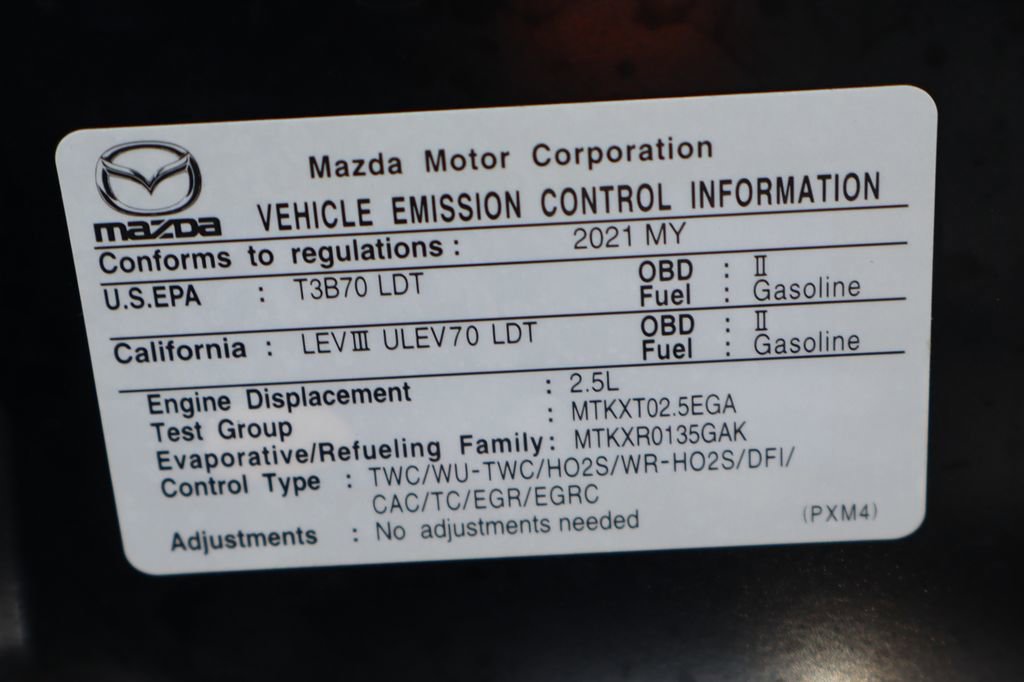 Mazda Motor Corporation
mazda
VEHICLE EMISSION CONTROL INFORMATION
Conforms to regulations : 2021 MY
U.S.EPA : T3B70 LDT OBD : II
Fuel : Gasoline
California : LEVIII ULEV70 LDT OBD : II
Fuel : Gasoline
Engine Displacement : 2.5L
Test Group : MTKXT02.5EGA
Evaporative/Refueling Family: MTKXR0135GAK
Control Type : TWC/WU-TWC/HO2S/WR-HO2S/DFI/
CAC/TC/EGR/EGRC
Adjustments : No adjustments needed
(PXM4)